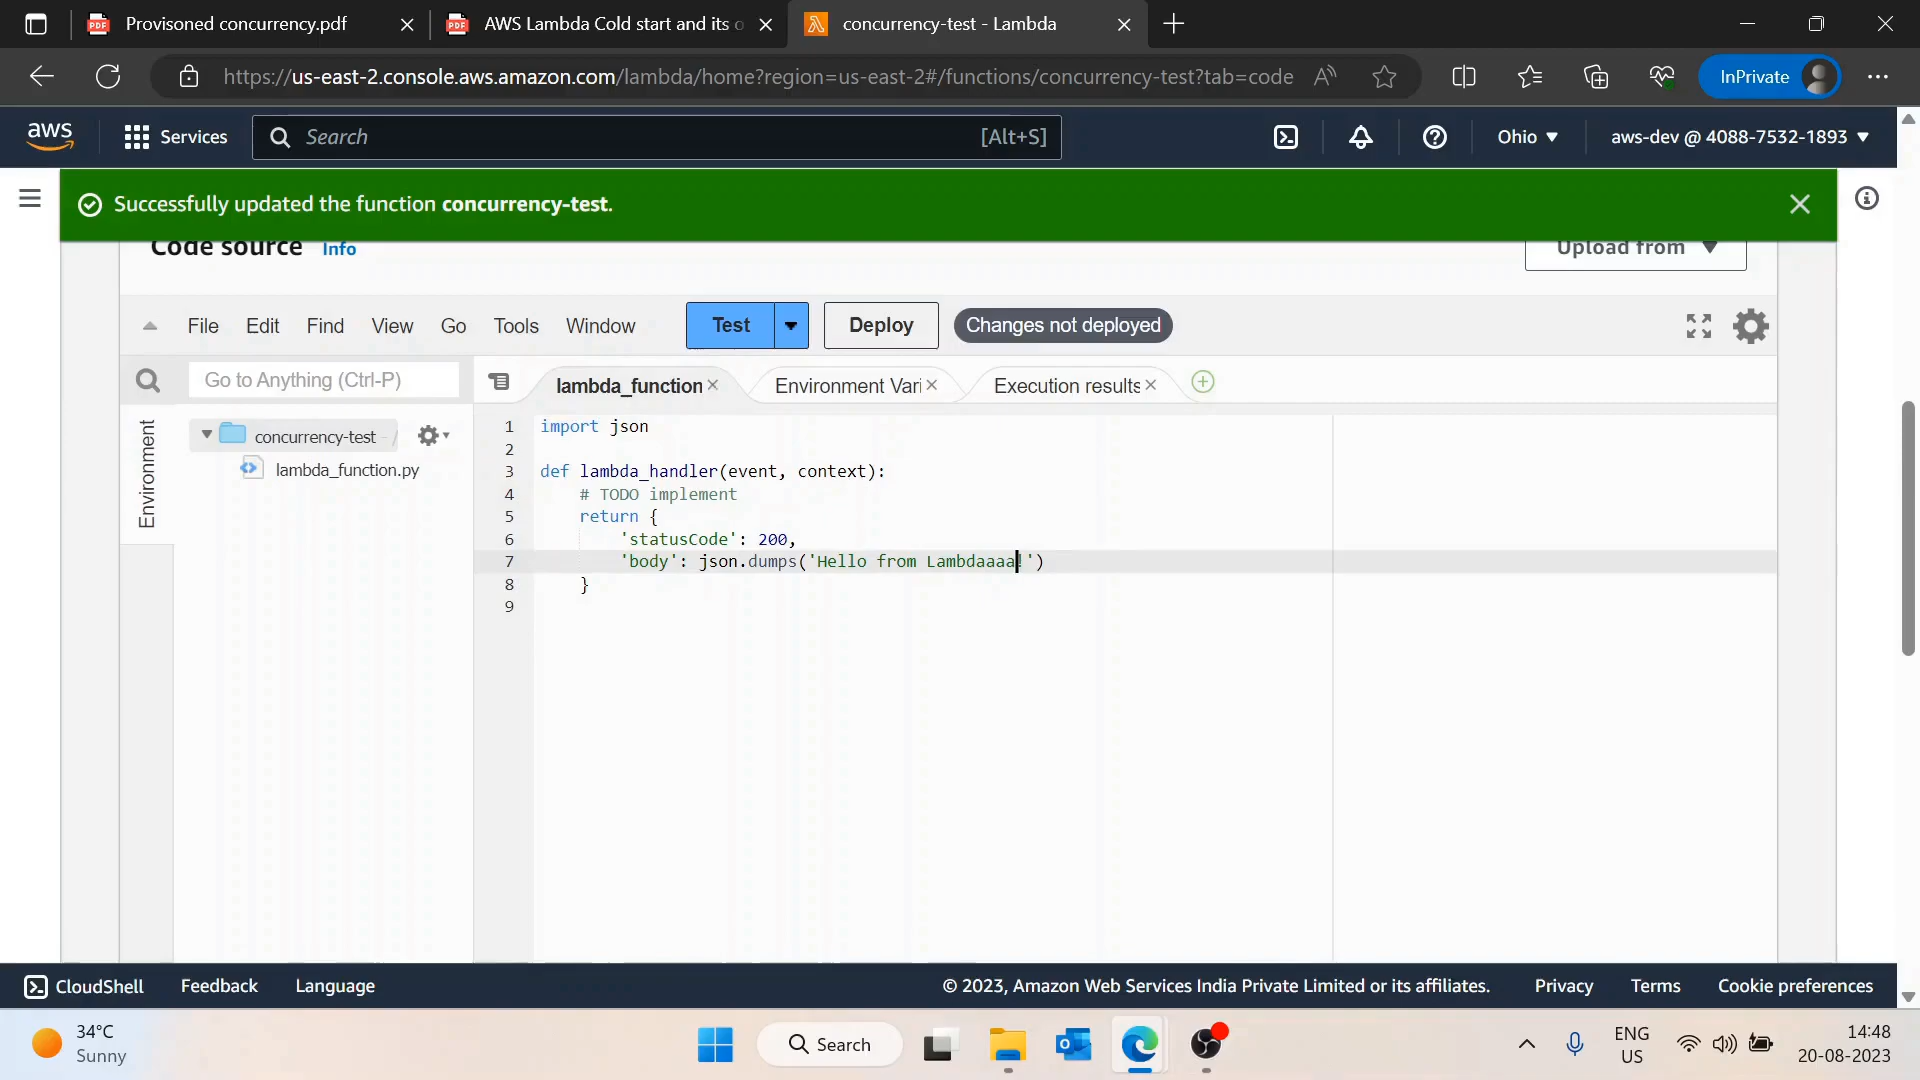 Provisoned concurrency.pdf
AWS Lambda Cold start and its o
concurrency-test - Lambda
https://us-east-2.console.aws.amazon.com/lambda/home?region=us-east-2#/functions/concurrency-test?tab=code
InPrivate
aws
Services
Search
[Alt+S]
Ohio
aws-dev @ 4088-7532-1893
Successfully updated the function concurrency-test.
Code source
Info
Upload from
File
Edit
Find
View
Go
Tools
Window
Test
Deploy
Changes not deployed
Go to Anything (Ctrl-P)
lambda_function
Environment Vari
Execution results
Environment
concurrency-test - /
lambda_function.py
1 import json
2
3 def lambda_handler(event, context):
4 # TODO implement
5 return {
6 'statusCode': 200,
7 'body': json.dumps('Hello from Lambdaaaa!')
8 }
9
CloudShell
Feedback
Language
© 2023, Amazon Web Services India Private Limited or its affiliates.
Privacy
Terms
Cookie preferences
34°C
Sunny
Search
ENG
US
14:48
20-08-2023